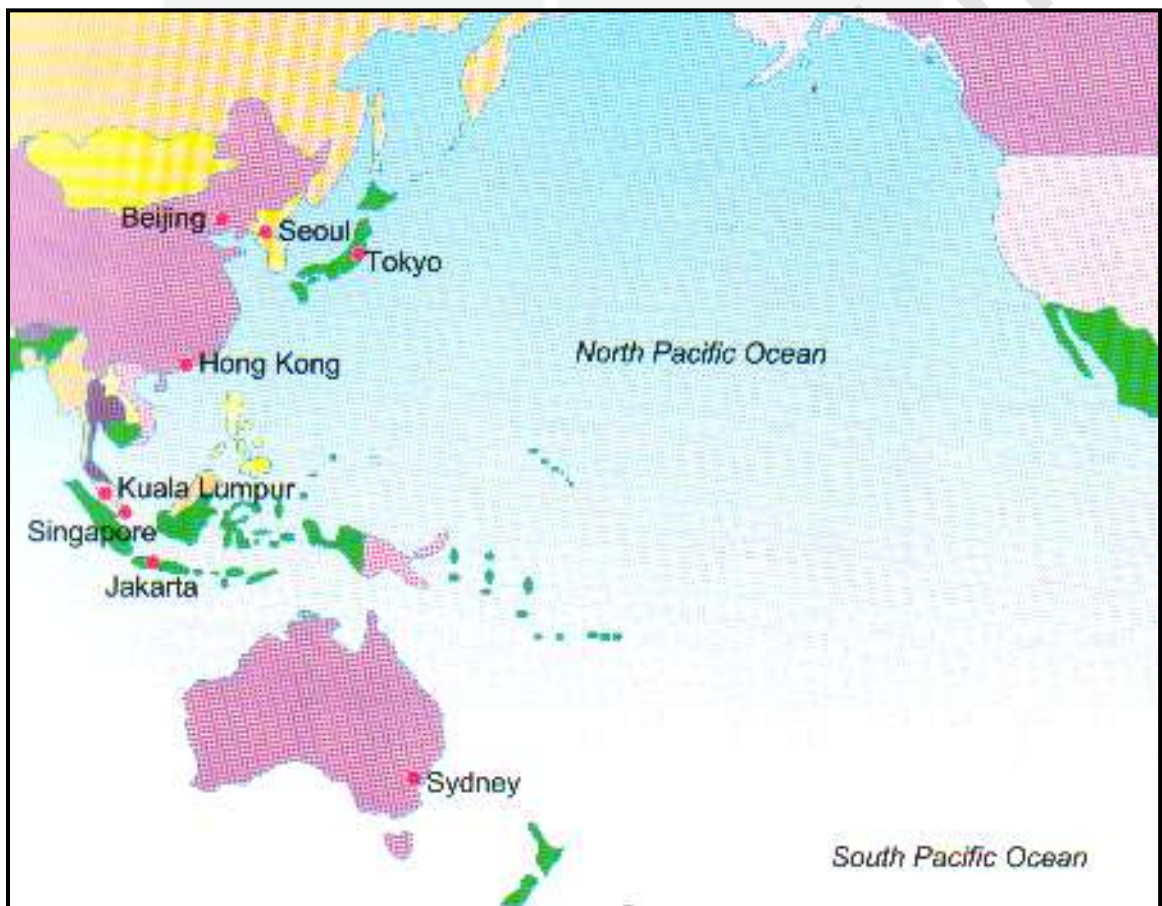 Beijing
Seoul
Tokyo
Hong Kong
North Pacific Ocean
Kuala Lumpur
Singapore
Jakarta
Sydney
South Pacific Ocean